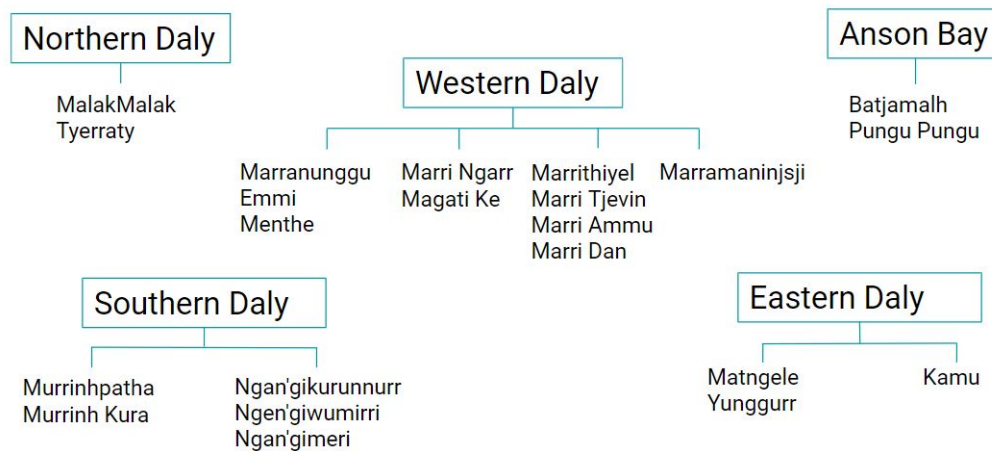 Northern Daly
MalakMalak
Tyerraty
Western Daly
Marranunggu
Emmi
Menthe
Marri Ngarr
Magati Ke
Marrithiyel
Marri Tjevin
Marri Ammu
Marri Dan
Marramaninjsji
Anson Bay
Batjamalh
Pungu Pungu
Southern Daly
Murrinhpatha
Murrinh Kura
Ngan'gikurunnurr
Ngen'giwumirri
Ngan'gimeri
Eastern Daly
Matngele
Yunggurr
Kamu